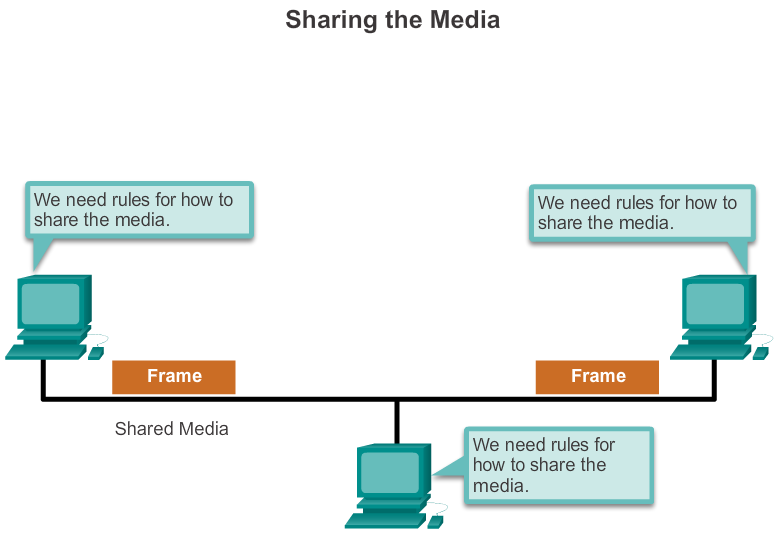 Sharing the Media
We need rules for how to
share the media.
We need rules for how to
share the media.
Frame
Frame
Shared Media
We need rules for
how to share the
media.